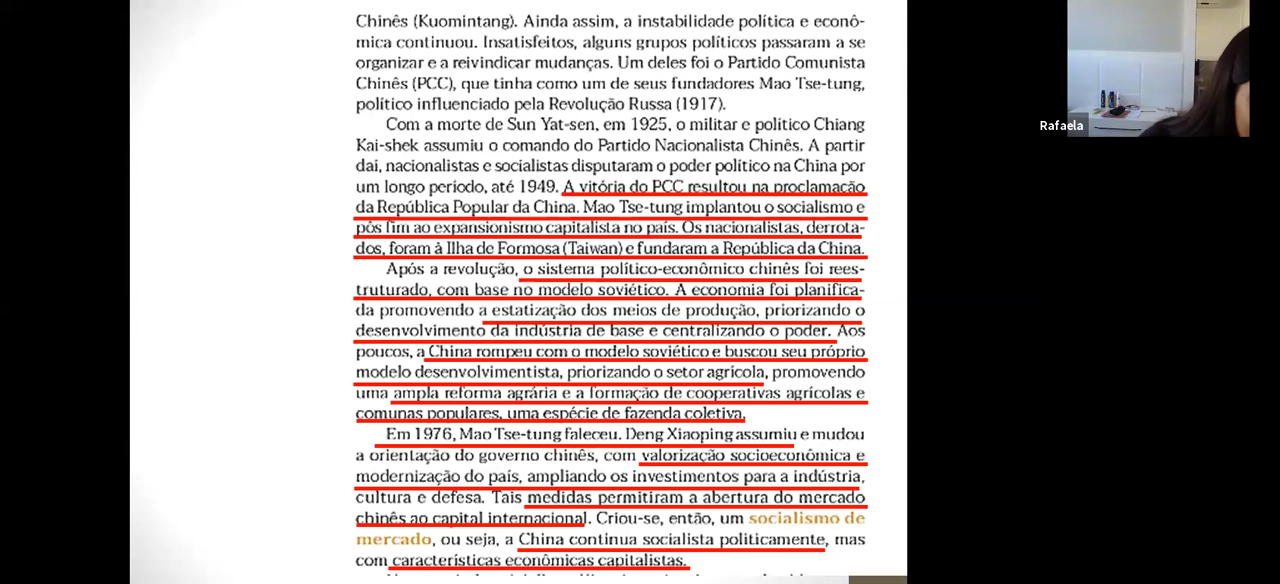 Chinês (Kuomintang). Ainda assim, a instabilidade política e econô-
mica continuou. Insatisfeitos, alguns grupos políticos passaram a se
organizar e a reivindicar mudanças. Um deles foi o Partido Comunista
Chinês (PCC), que tinha como um de seus fundadores Mao Tse-tung,
político influenciado pela Revolução Russa (1917).
Com a morte de Sun Yat-sen, em 1925, o militar e político Chiang
Kai-shek assumiu o comando do Partido Nacionalista Chinês. A partir
daí, nacionalistas e socialistas disputaram o poder político na China por
um longo período, até 1949. A vitória do PCC resultou na proclamação
da República Popular da China. Mao Tse-tung implantou o socialismo e
pôs fim ao expansionismo capitalista no país. Os nacionalistas, derrota-
dos, foram à Ilha de Formosa (Taiwan) e fundaram a República da China.
Após a revolução, o sistema político-econômico chinês foi rees-
truturado, com base no modelo soviético. A economia foi planifica-
da promovendo a estatização dos meios de produção, priorizando o
desenvolvimento da indústria de base e centralizando o poder. Aos
poucos, a China rompeu com o modelo soviético e buscou seu próprio
modelo desenvolvimentista, priorizando o setor agrícola, promovendo
uma ampla reforma agrária e a formação de cooperativas agrícolas e
comunas populares, uma espécie de fazenda coletiva.
Em 1976, Mao Tse-tung faleceu. Deng Xiaoping assumiu e mudou
a orientação do governo chinês, com valorização socioeconômica e
modernização do país, ampliando os investimentos para a indústria,
cultura e defesa. Tais medidas permitiram a abertura do mercado
chinês ao capital internacional. Criou-se, então, um socialismo de
mercado, ou seja, a China continua socialista politicamente, mas
com características econômicas capitalistas.
Rafaela